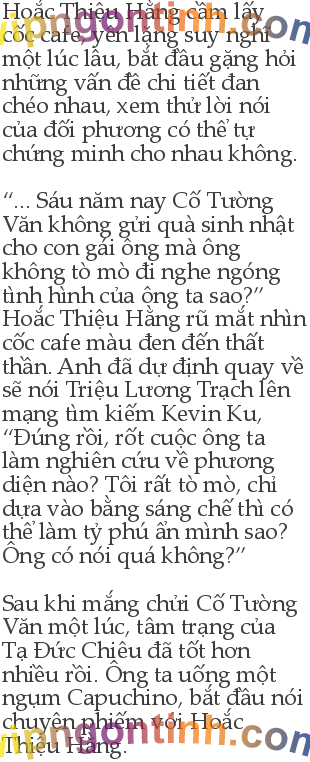 Hoắc Thiệu Hằng cầm lấy
cốc cafe, yên lặng suy nghĩ
một lúc lâu, bắt đầu gặng hỏi
những vấn đề chi tiết đan
chéo nhau, xem thử lời nói
của đối phương có thể tự
chứng minh cho nhau không.
“... Sáu năm nay Cố Tường
Văn không gửi quà sinh nhật
cho con gái ông mà ông
không tò mò đi nghe ngóng
tình hình của ông ta sao?”
Hoắc Thiệu Hằng rũ mắt nhìn
cốc cafe màu đen đến thất
thần. Anh đã dự định quay về
sẽ nói Triệu Lương Trạch lên
mạng tìm kiếm Kevin Ku,
“Đúng rồi, rốt cuộc ông ta
làm nghiên cứu về phương
diện nào? Tôi rất tò mò, chỉ
dựa vào bằng sáng chế thì có
thể làm tỷ phú ẩn mình sao?
Ông có nói quá không?”
Sau khi mắng chửi Cố Tường
Văn một lúc, tâm trạng của
Tạ Đức Chiêu đã tốt hơn
nhiều rồi. Ông ta uống một
ngụm Capuchino, bắt đầu nói
chuyện phiếm với Hoắc
Thiệu Hằng.
vipngontinh.com
vipngontinh.com